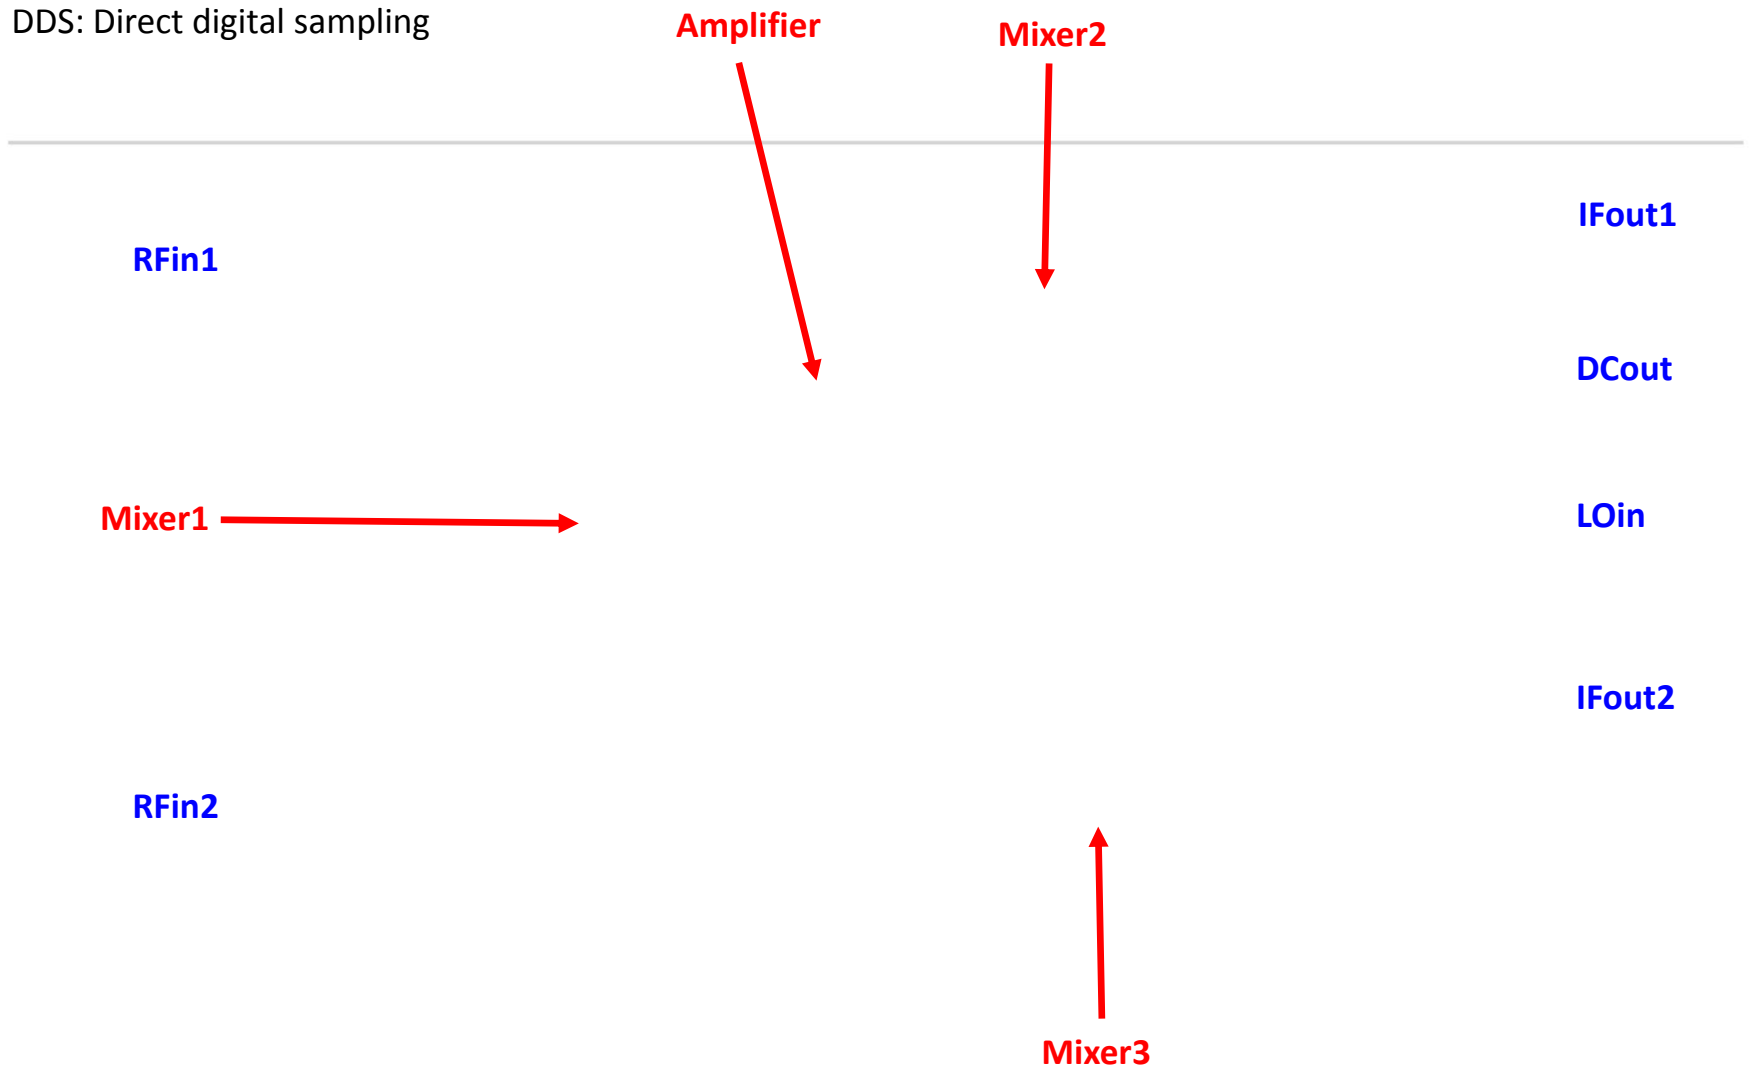 DDS: Direct digital sampling
Amplifier
Mixer2
IFout1
RFin1
DCout
Mixer1
LOin
IFout2
RFin2
Mixer3